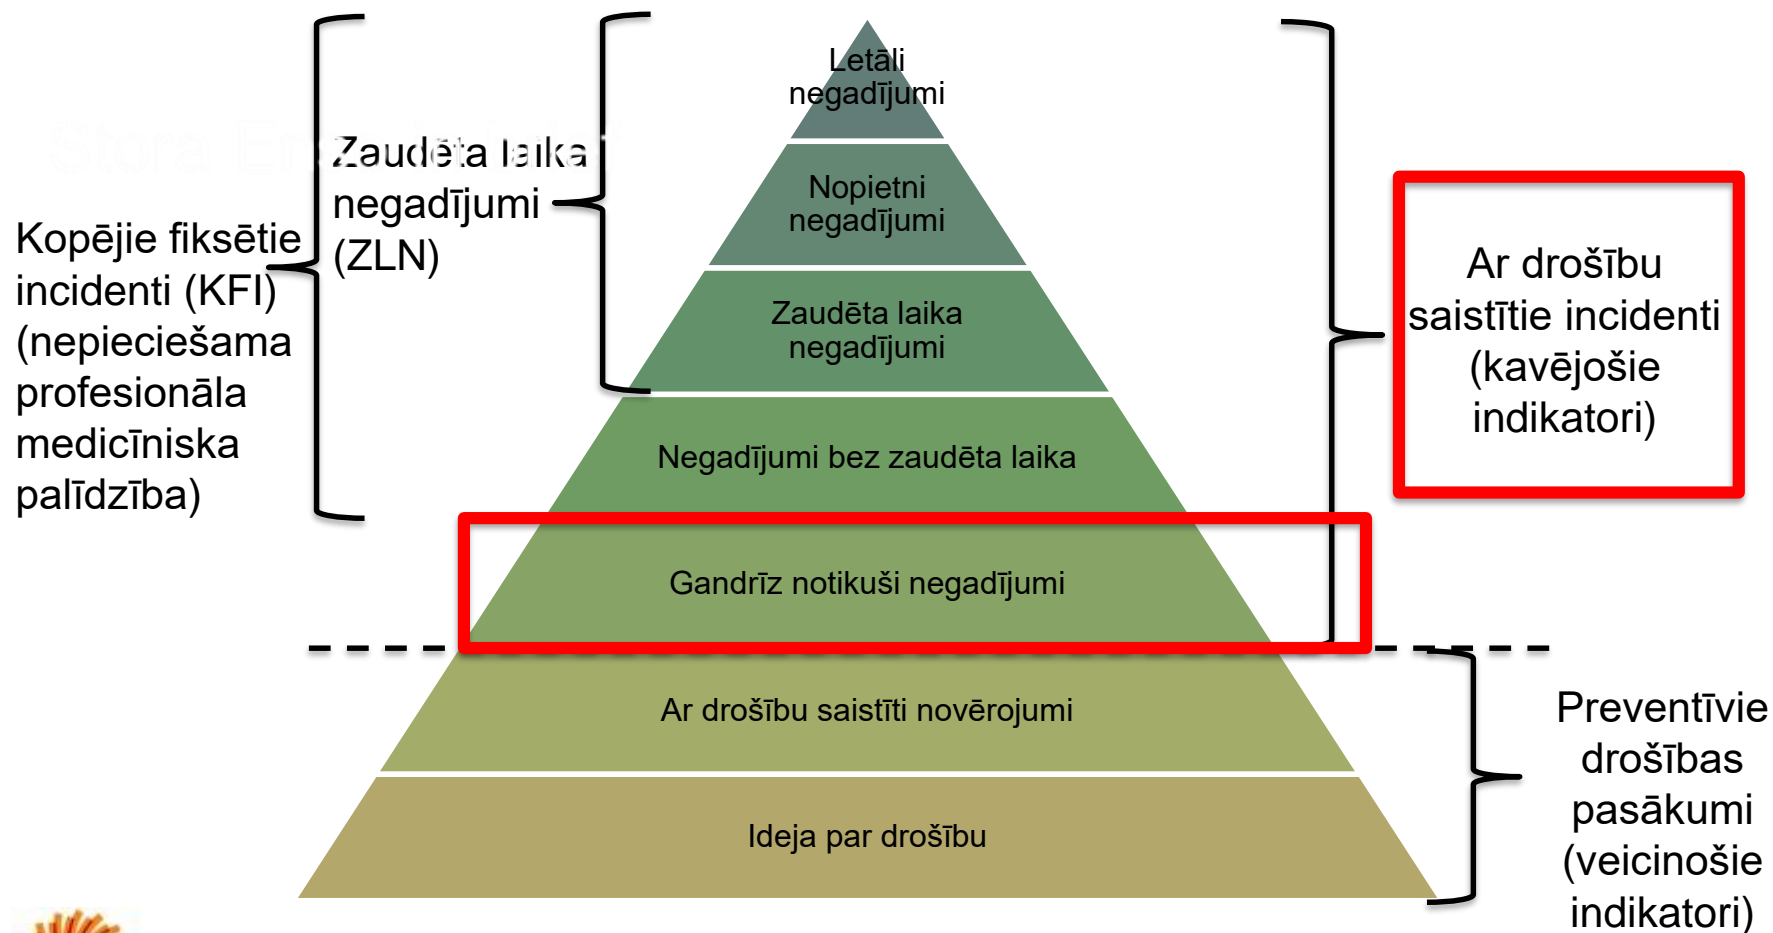 Kopējie fiksētie
incidenti (KFI)
(nepieciešama
profesionāla
medicīniska
palīdzība)
Zaudēta laika
negadījumi
(ZLN)
Letāli
negadījumi
Nopietni
negadījumi
Zaudēta laika
negadījumi
Negadījumi bez zaudēta laika
Gandrīz notikuši negadījumi
Ar drošību saistīti novērojumi
Ideja par drošību
Ar drošību
saistītie incidenti
(kavējošie
indikatori)
Preventīvie
drošības
pasākumi
(veicinošie
indikatori)